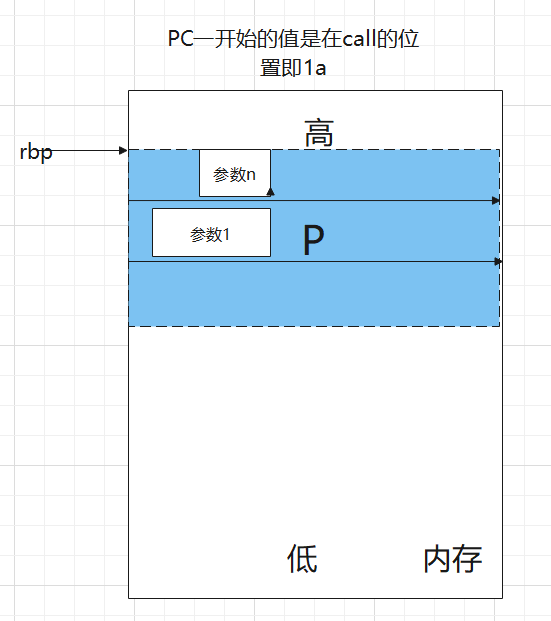 PC一开始的值是在call的位
置即1a
高
rbp
参数n
参数1
P
低
内存